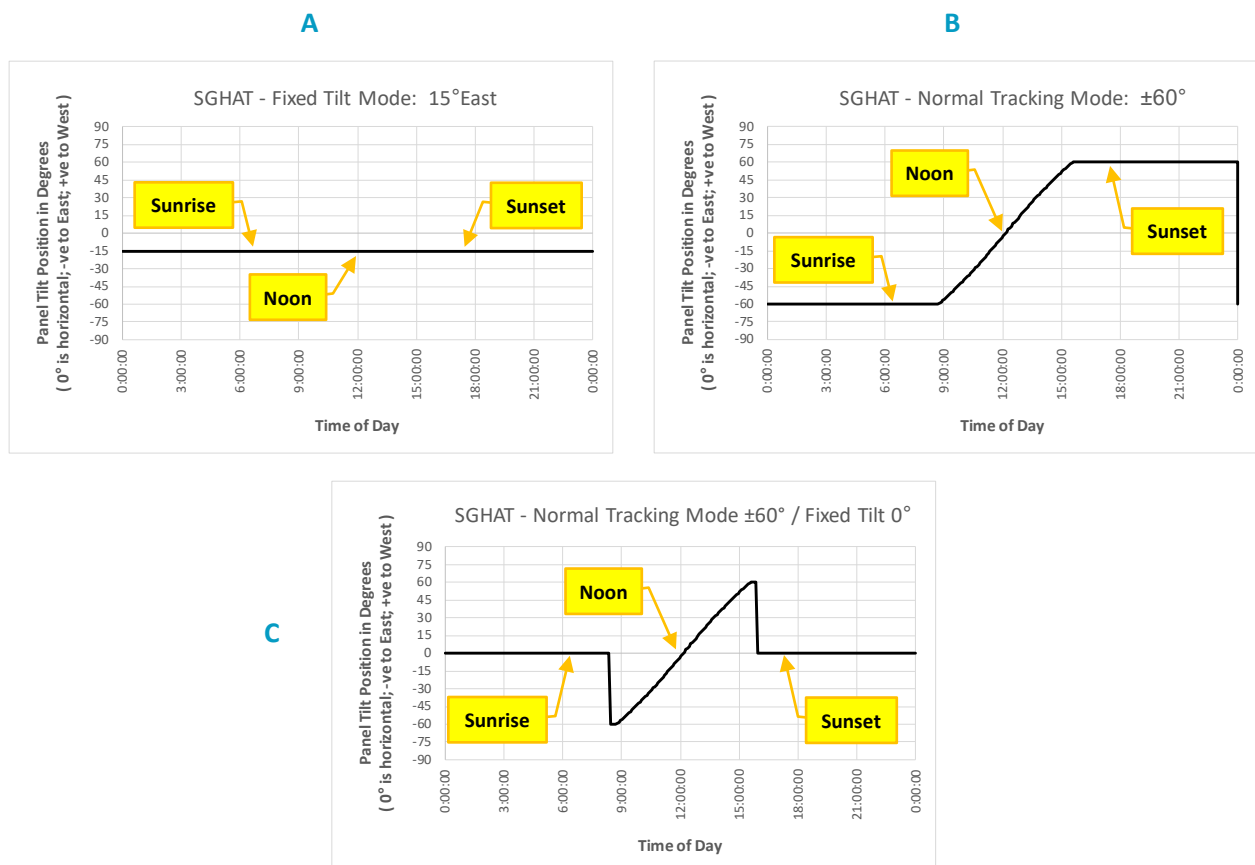 A
B
SGHAT - Fixed Tilt Mode: 15°East
Panel Tilt Position in Degrees
( 0° is horizontal; -ve to East; +ve to West )
90
75
60
45
30
15
0
-15
-30
-45
-60
-75
-90
Sunrise
Sunset
Noon
0:00:00
3:00:00
6:00:00
9:00:00
12:00:00
15:00:00
18:00:00
21:00:00
0:00:00
Time of Day
SGHAT - Normal Tracking Mode: ±60°
Panel Tilt Position in Degrees
( 0° is horizontal; -ve to East; +ve to West )
90
75
60
45
30
15
0
-15
-30
-45
-60
-75
-90
Noon
Sunrise
Sunset
0:00:00
3:00:00
6:00:00
9:00:00
12:00:00
15:00:00
18:00:00
21:00:00
0:00:00
Time of Day
C
SGHAT - Normal Tracking Mode ±60° / Fixed Tilt 0°
Panel Tilt Position in Degrees
( 0° is horizontal; -ve to East; +ve to West )
90
75
60
45
30
15
0
-15
-30
-45
-60
-75
-90
Noon
Sunrise
Sunset
0:00:00
3:00:00
6:00:00
9:00:00
12:00:00
15:00:00
18:00:00
21:00:00
0:00:00
Time of Day